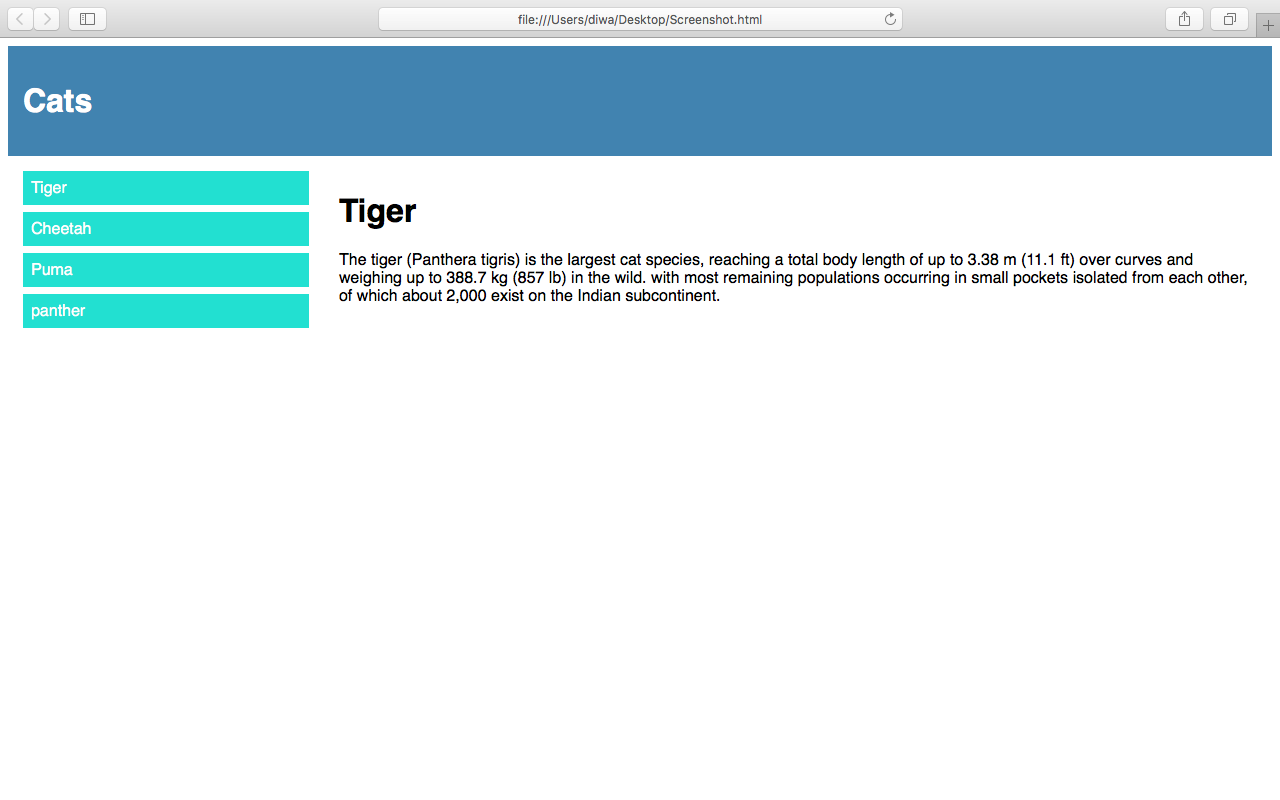 file:///Users/diwa/Desktop/Screenshot.html
Cats
Tiger
Cheetah
Puma
panther
Tiger
The tiger (Panthera tigris) is the largest cat species, reaching a total body length of up to 3.38 m (11.1 ft) over curves and
weighing up to 388.7 kg (857 lb) in the wild. with most remaining populations occurring in small pockets isolated from each other,
of which about 2,000 exist on the Indian subcontinent.